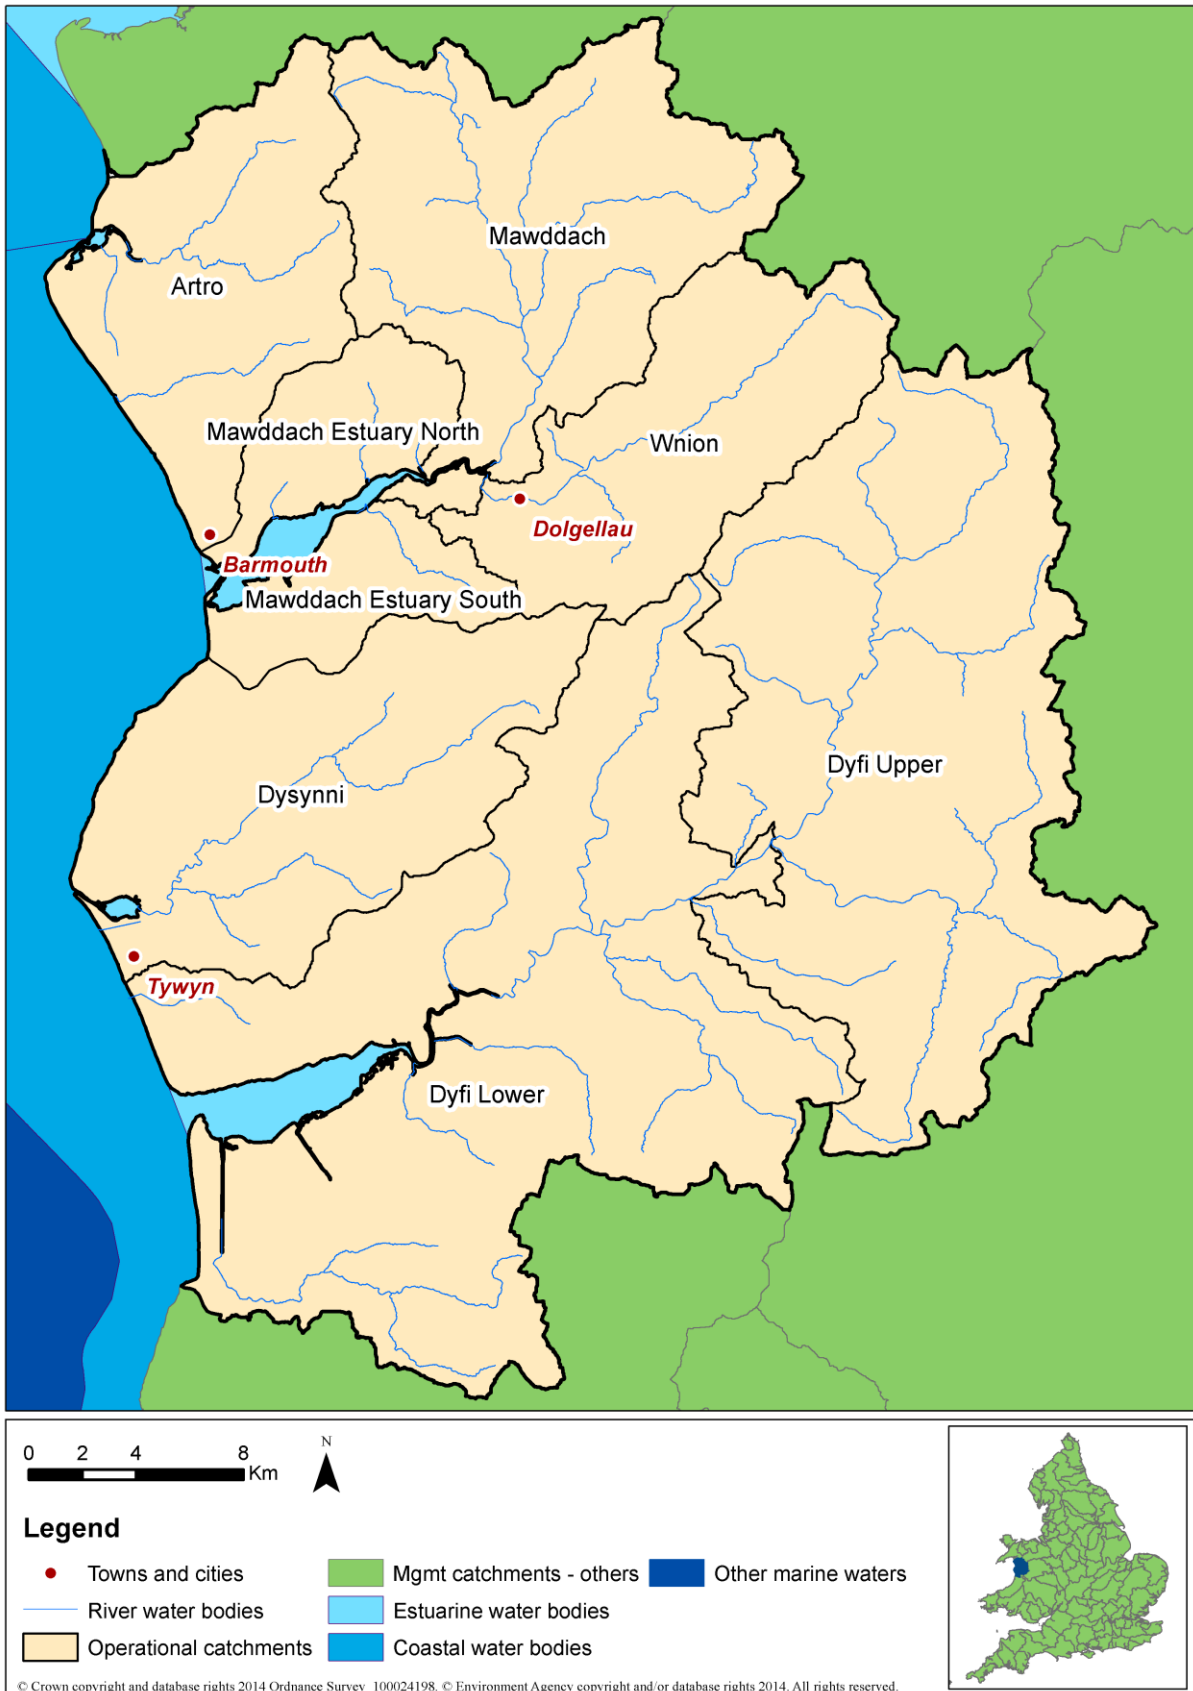 Mawddach
Artro
Mawddach Estuary North
Wnion
Dolgellau
Barmouth
Mawddach Estuary South
Dyfi Upper
Dysynni
Tywyn
Dyfi Lower
0 2 4 8
Km
N
Legend
Towns and cities
River water bodies
Operational catchments
Mgmt catchments - others
Estuarine water bodies
Coastal water bodies
Other marine waters
© Crown copyright and database rights 2014 Ordnance Survey 100024198. © Environment Agency copyright and/or database rights 2014. All rights reserved.